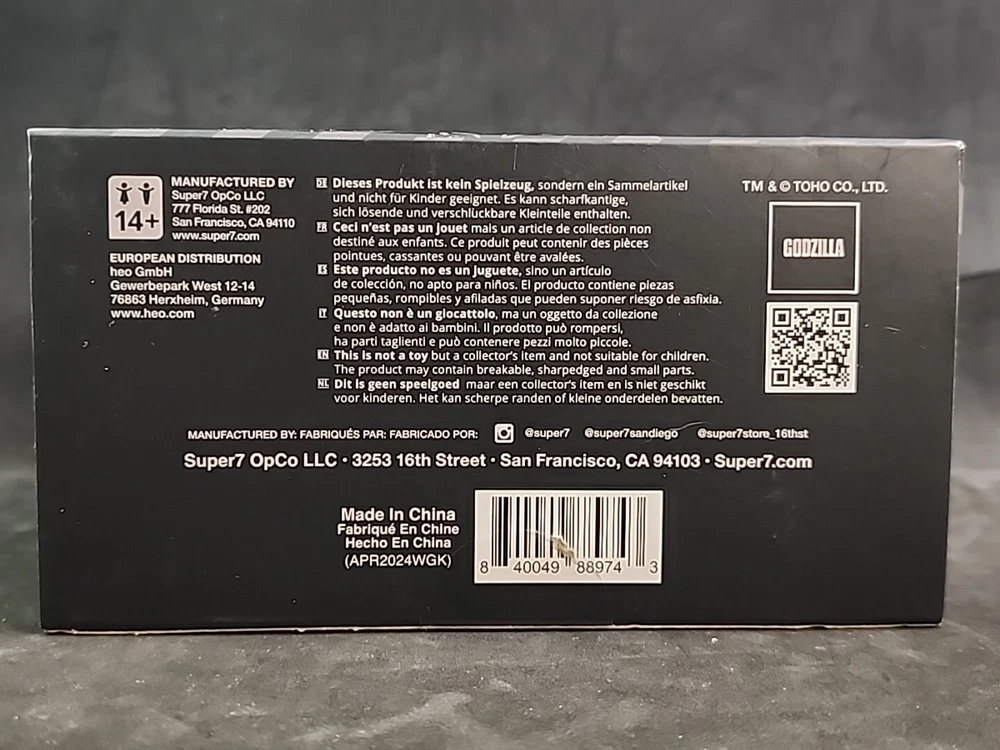 14+
MANUFACTURED BY
Super7 OpCo LLC
777 Florida St. #202
San Francisco, CA 94110
www.super7.com
EUROPEAN DISTRIBUTION
heo GmbH
Gewerbepark West 12-14
76863 Herxheim, Germany
www.heo.com
DE Dieses Produkt ist kein Spielzeug, sondern ein Sammelartikel
und nicht für Kinder geeignet. Es kann scharfkantige,
sich lösende und verschluckbare Kleinteile enthalten.
FR Ceci n'est pas un jouet mais un article de collection non
destiné aux enfants. Ce produit peut contenir des pièces
pointues, cassantes ou pouvant être avalées.
ES Este producto no es un juguete, sino un artículo
de colección, no apto para niños. El producto contiene piezas
pequeñas, rompibles y afiladas que pueden suponer riesgo de asfixia.
IT Questo non è un giocattolo, ma un oggetto da collezione
e non è adatto ai bambini. Il prodotto può rompersi,
ha parti taglienti e può contenere pezzi molto piccole.
EN This is not a toy but a collector's item and not suitable for children.
The product may contain breakable, sharpedged and small parts.
NL Dit is geen speelgoed maar een collector's item en is niet geschikt
voor kinderen. Het kan scherpe randen of kleine onderdelen bevatten.
TM & © TOHO CO., LTD.
GODZILLA
MANUFACTURED BY: FABRIQUÉS PAR: FABRICADO POR: @super7 @super7sandiego @super7store_16thst
Super7 OpCo LLC · 3253 16th Street · San Francisco, CA 94103 · Super7.com
Made In China
Fabriqué En Chine
Hecho En China
(APR2024WGK)
8 40049 88974 3